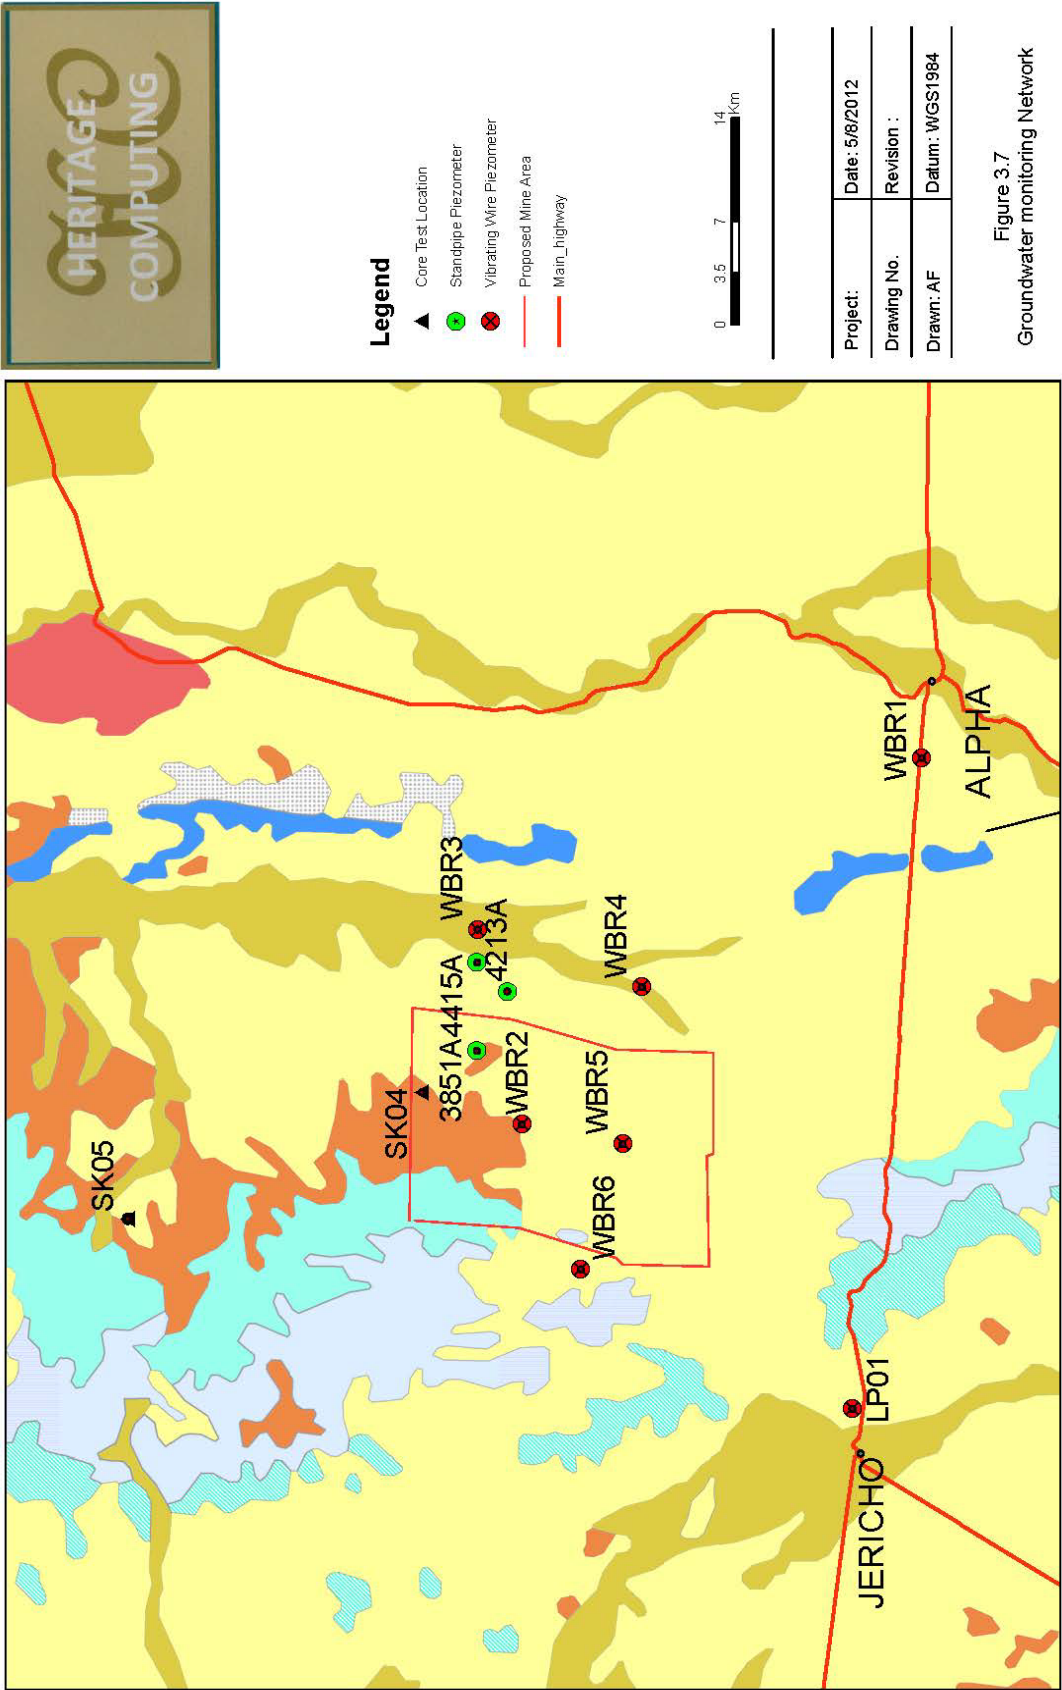 HERITAGE
COMPUTING
Legend
Core Test Location
Standpipe Piezometer
Vibrating Wire Piezometer
Proposed Mine Area
Main_highway
0 3.5 7 14
Km
Project:
Date: 5/8/2012
Drawing No.
Revision :
Drawn: AF
Datum: WGS1984
Figure 3.7
Groundwater monitoring Network
SK05
SK04
3851A4415A
WBR3
4213A
WBR2
WBR4
WBR5
WBR6
WBR1
ALPHA
LP01
JERICHO